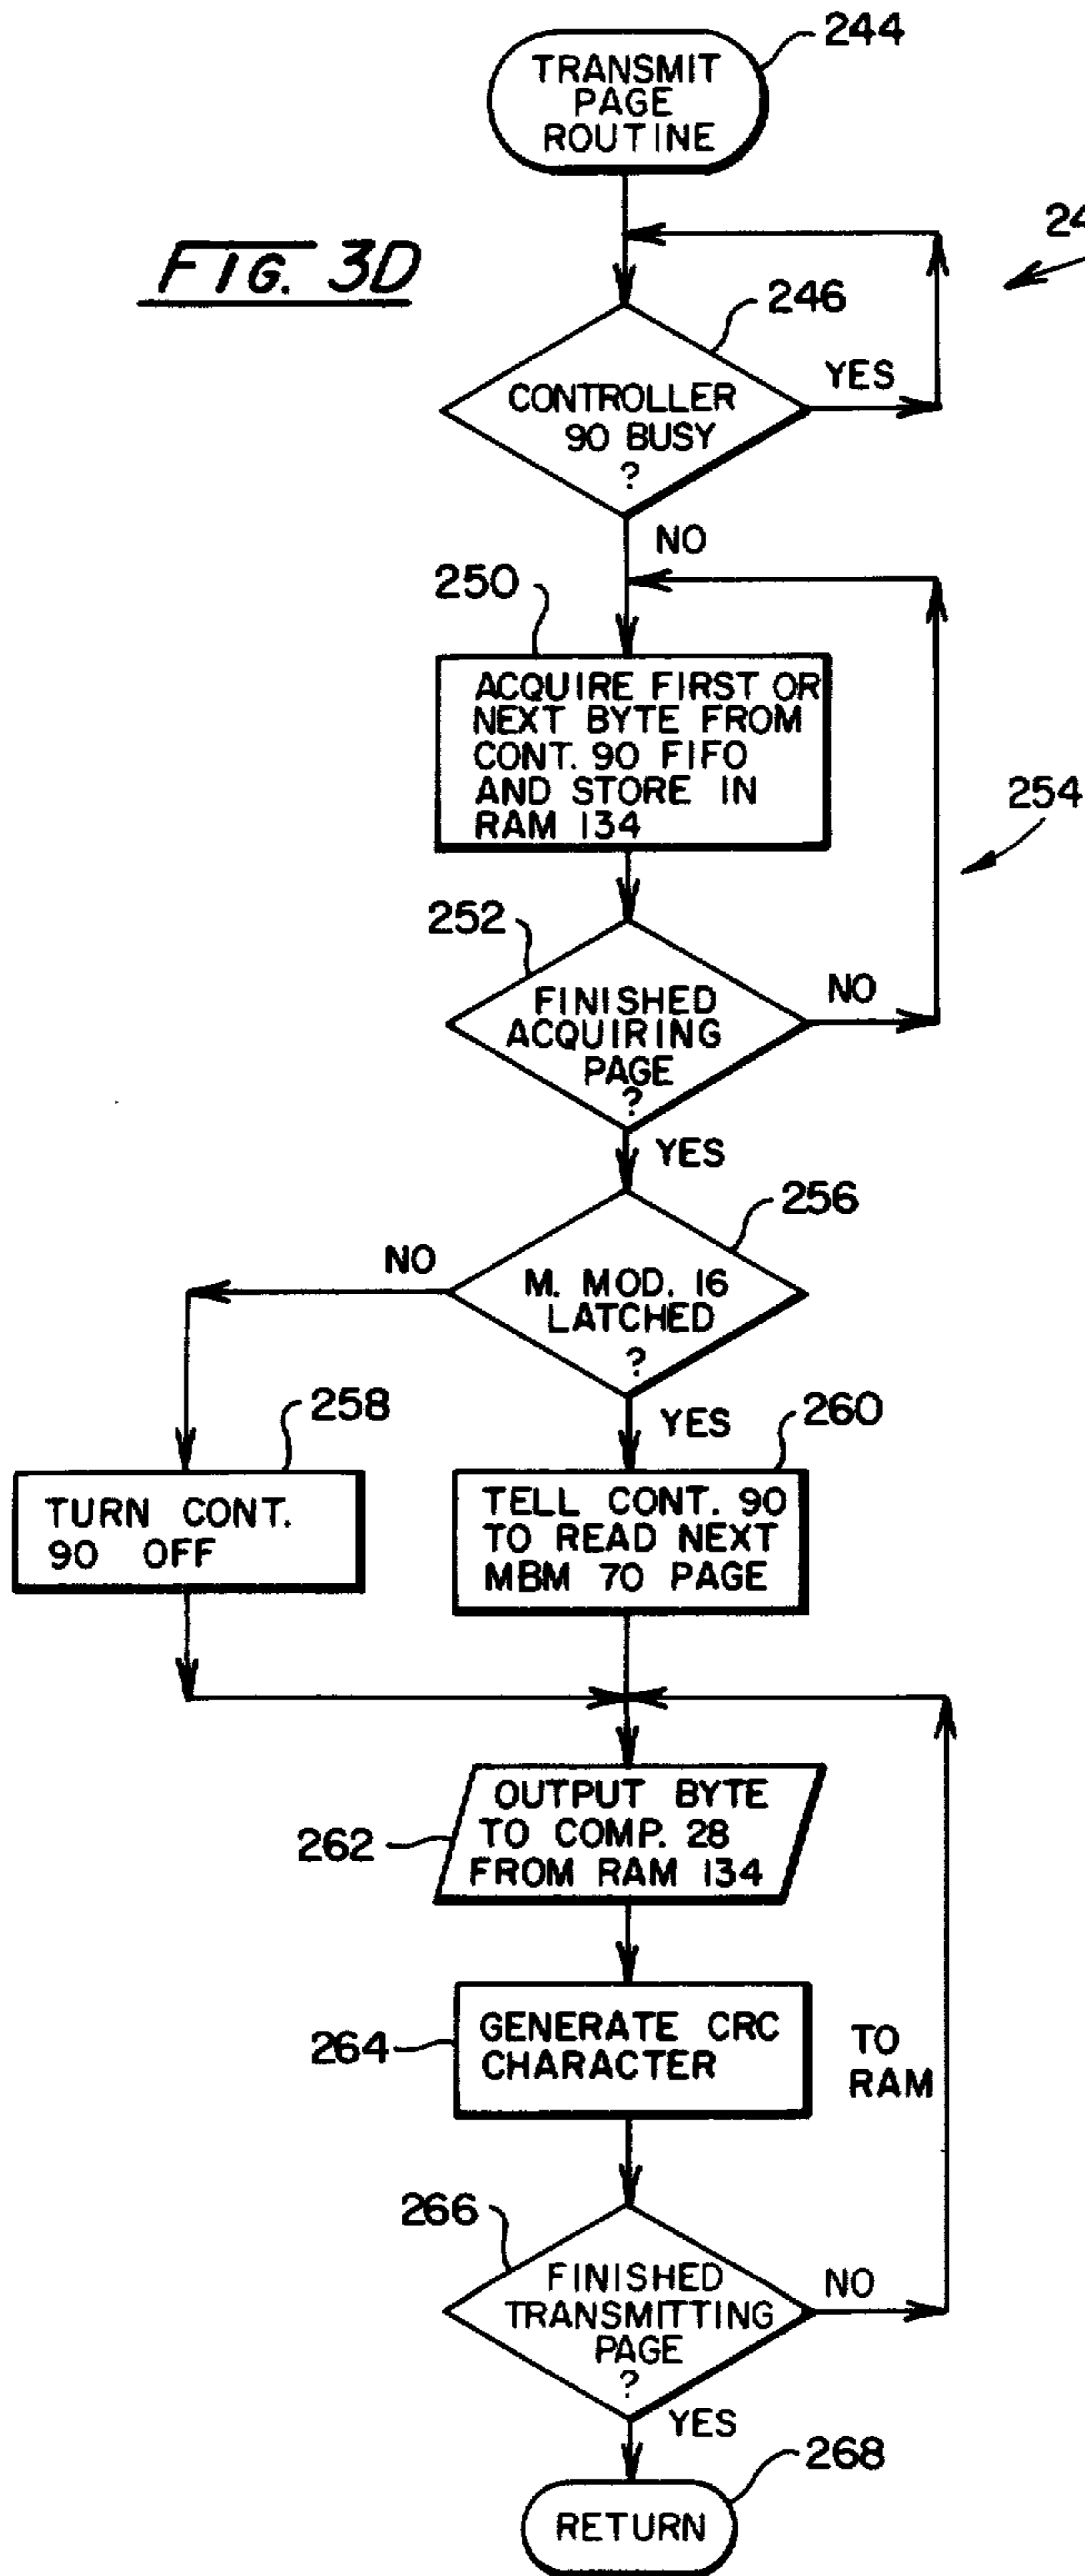 244
TRANSMIT
PAGE
ROUTINE
FIG. 3D
24
246
YES
CONTROLLER
90 BUSY
?
NO
250
ACQUIRE FIRST OR
NEXT BYTE FROM
CONT. 90 FIFO
AND STORE IN
RAM 134
254
252
FINISHED
ACQUIRING
PAGE
?
NO
YES
256
NO
M. MOD. 16
LATCHED
?
258
YES
260
TURN CONT.
90 OFF
TELL CONT. 90
TO READ NEXT
MBM 70 PAGE
262
OUTPUT BYTE
TO COMP. 28
FROM RAM 134
264
GENERATE CRC
CHARACTER
TO
RAM
266
FINISHED
TRANSMITTING
PAGE
?
NO
YES
268
RETURN